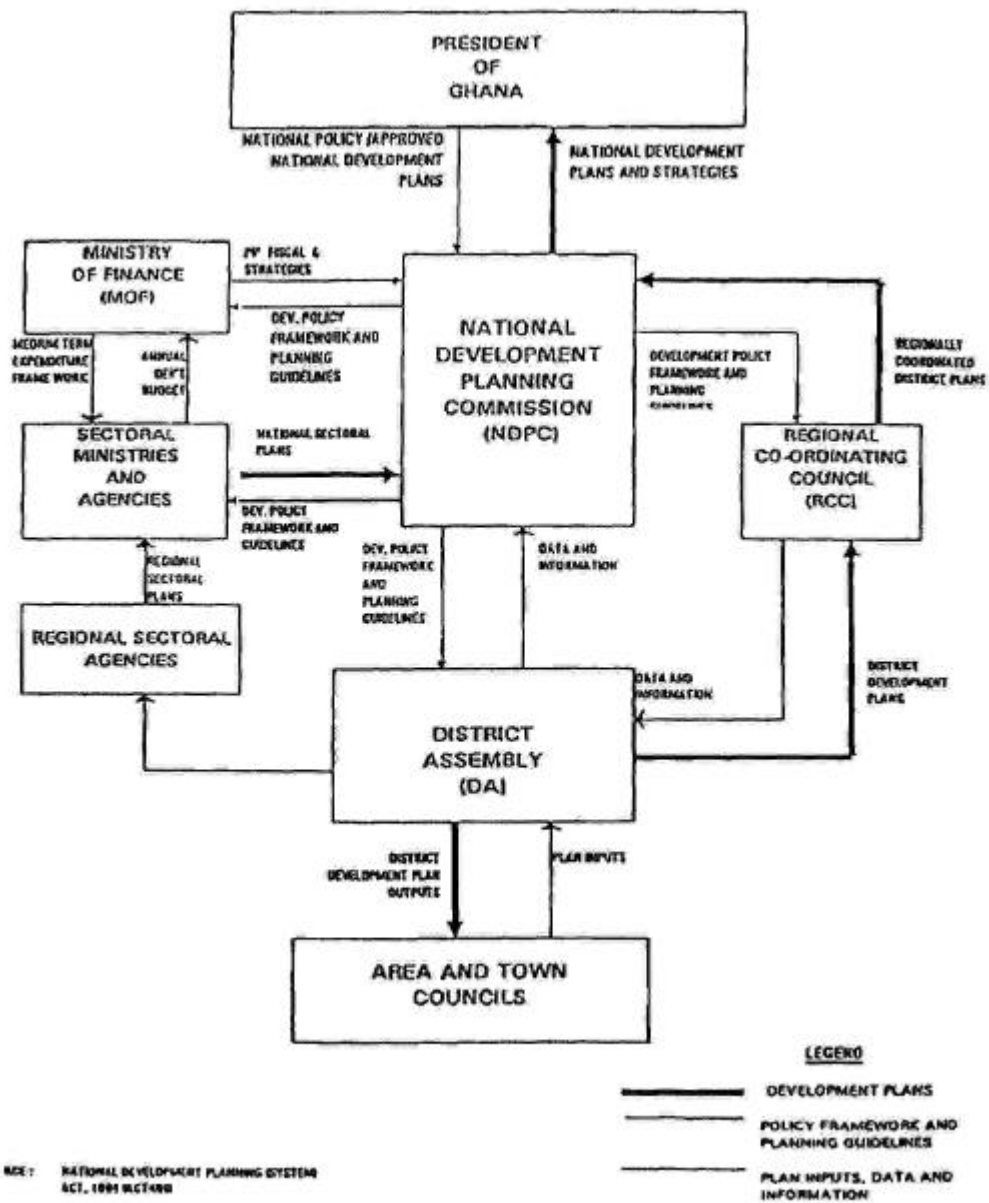 PRESIDENT
OF
GHANA
NATIONAL POLICY /APPROVED
NATIONAL DEVELOPMENT
PLANS
NATIONAL DEVELOPMENT
PLANS AND STRATEGIES
MINISTRY
OF FINANCE
(MOF)
FISCAL &
STRATEGIES
DEV. POLICY
FRAMEWORK AND
PLANNING
GUIDELINES
MEDIUM TERM
EXPENDITURE
FRAME WORK
ANNUAL
BUDGET
NATIONAL
DEVELOPMENT
PLANNING
COMMISSION
(NDPC)
DEVELOPMENT POLICY
FRAMEWORK AND
PLANNING
REGIONALLY
COORDINATED
DISTRICT PLANS
SECTORAL
MINISTRIES
AND
AGENCIES
NATIONAL SECTORAL
PLANS
DEV. POLICY
FRAMEWORK AND
GUIDELINES
REGIONAL
CO-ORDINATING
COUNCIL
(RCC)
REGIONAL
SECTORAL
PLANS
DEV. POLICY
FRAMEWORK
AND
PLANNING
GUIDELINES
DATA AND
INFORMATION
REGIONAL SECTORAL
AGENCIES
DATA AND
INFORMATION
DISTRICT
DEVELOPMENT
PLANS
DISTRICT
ASSEMBLY
(DA)
DISTRICT
DEVELOPMENT PLAN
OUTPUTS
PLAN INPUTS
AREA AND TOWN
COUNCILS
LEGEND
DEVELOPMENT PLANS
POLICY FRAMEWORK AND
PLANNING GUIDELINES
PLAN INPUTS, DATA AND
INFORMATION
NATIONAL DEVELOPMENT PLANNING (SYSTEM)
ACT,